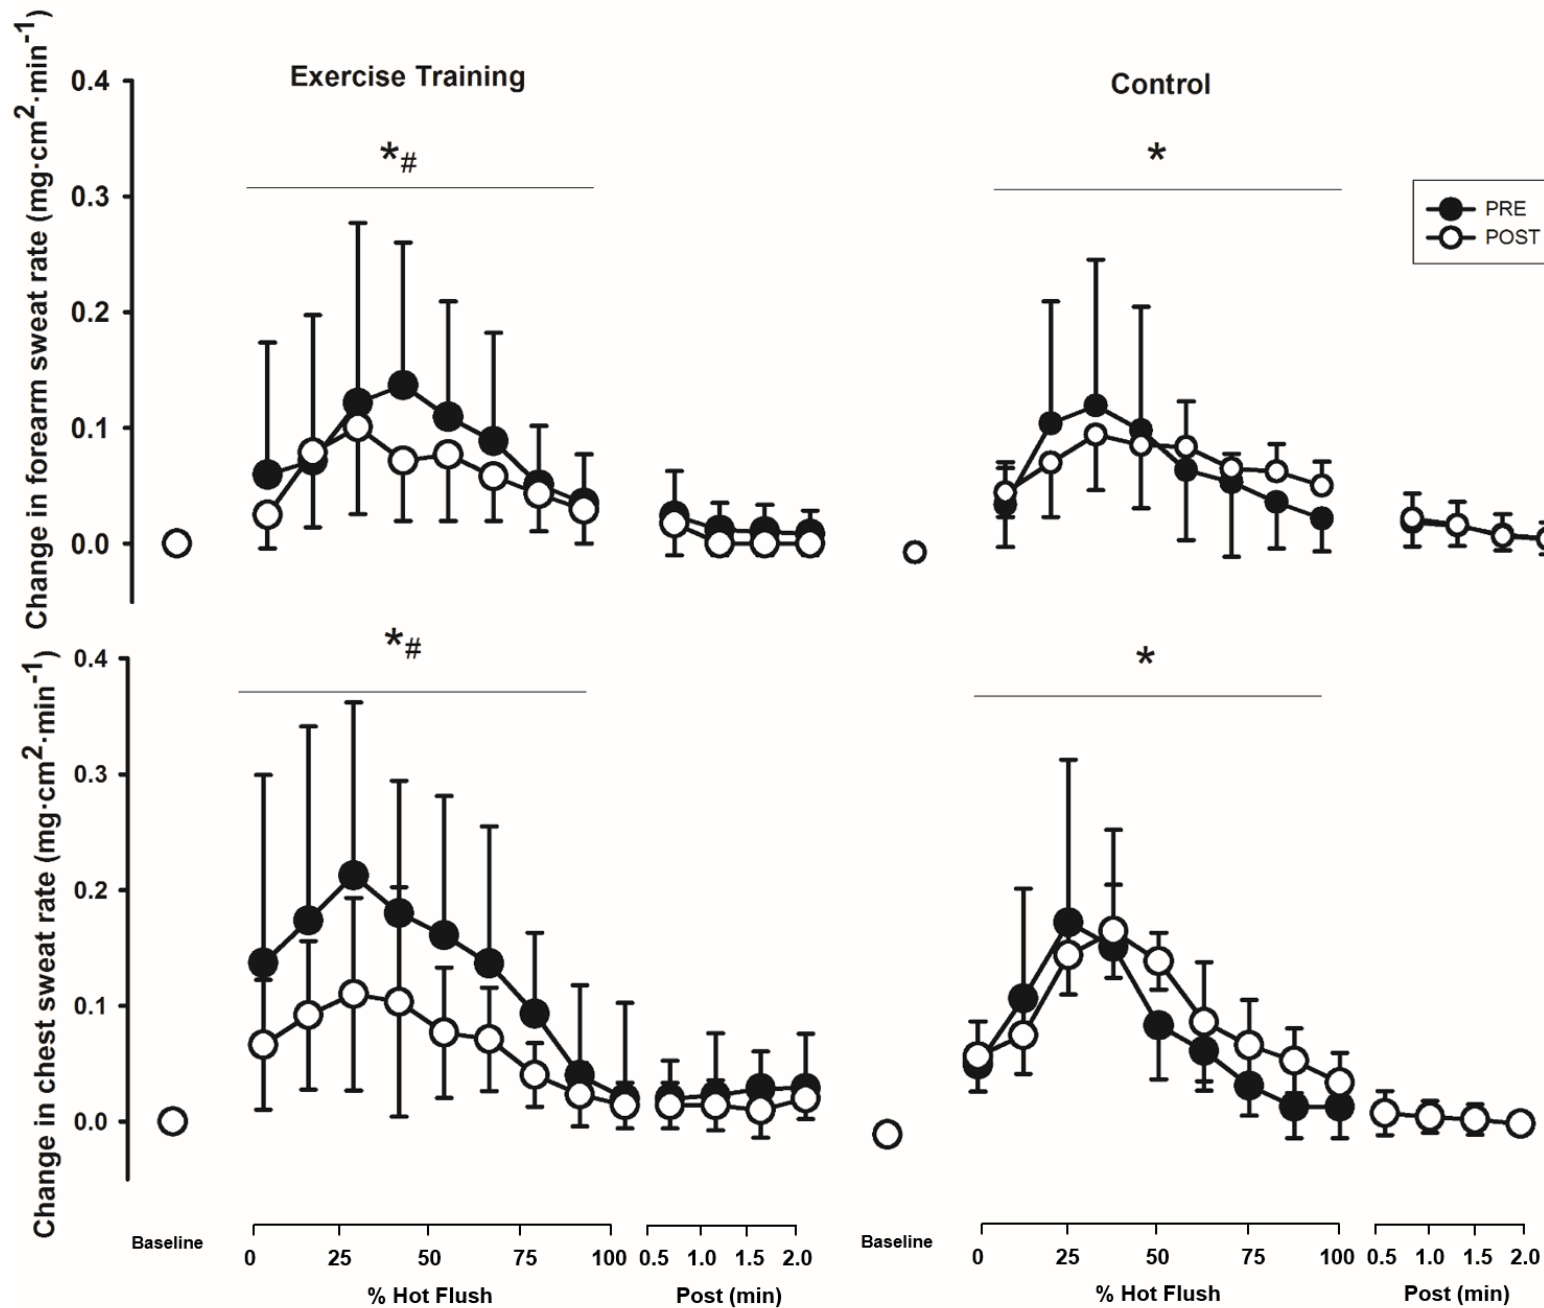 Exercise Training
Control
Change in forearm sweat rate (mg·cm²·min⁻¹)
0.4
0.3
0.2
0.1
0.0
*#
*
PRE
POST
Change in chest sweat rate (mg·cm²·min⁻¹)
0.4
0.3
0.2
0.1
0.0
*#
*
Baseline
0 25 50 75 100
0.5 1.0 1.5 2.0
% Hot Flush
Post (min)
Baseline
0 25 50 75 100
0.5 1.0 1.5 2.0
% Hot Flush
Post (min)